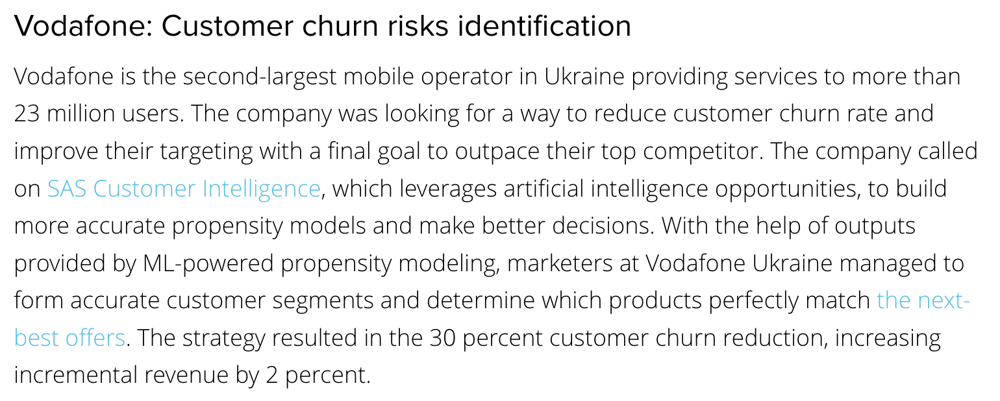 Vodafone: Customer churn risks identification
Vodafone is the second-largest mobile operator in Ukraine providing services to more than
23 million users. The company was looking for a way to reduce customer churn rate and
improve their targeting with a final goal to outpace their top competitor. The company called
on SAS Customer Intelligence, which leverages artificial intelligence opportunities, to build
more accurate propensity models and make better decisions. With the help of outputs
provided by ML-powered propensity modeling, marketers at Vodafone Ukraine managed to
form accurate customer segments and determine which products perfectly match the next-
best offers. The strategy resulted in the 30 percent customer churn reduction, increasing
incremental revenue by 2 percent.